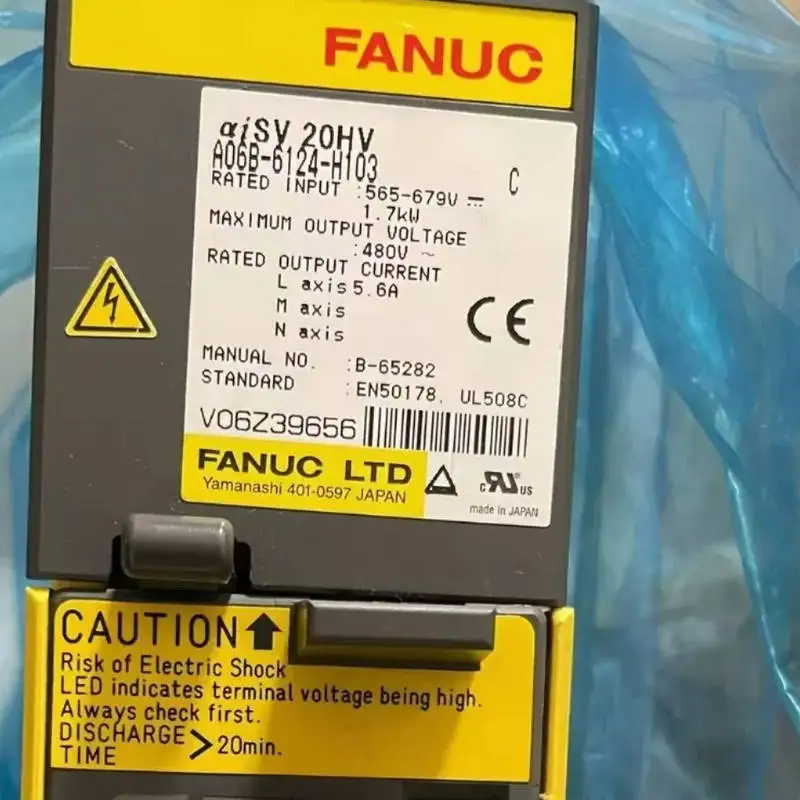 FANUC
αiSV 20HV
A06B-6124-H103
C
RATED INPUT :565-679V ⎓
1.7kW
MAXIMUM OUTPUT VOLTAGE
:480V ~
RATED OUTPUT CURRENT
L axis 5.6A
M axis
N axis
CE
MANUAL NO. :B-65282
STANDARD :EN50178, UL508C
V06Z39656
FANUC LTD
Yamanashi 401-0597 JAPAN
c RU us
made in JAPAN
CAUTION
Risk of Electric Shock
LED indicates terminal voltage being high.
Always check first.
DISCHARGE
TIME > 20min.